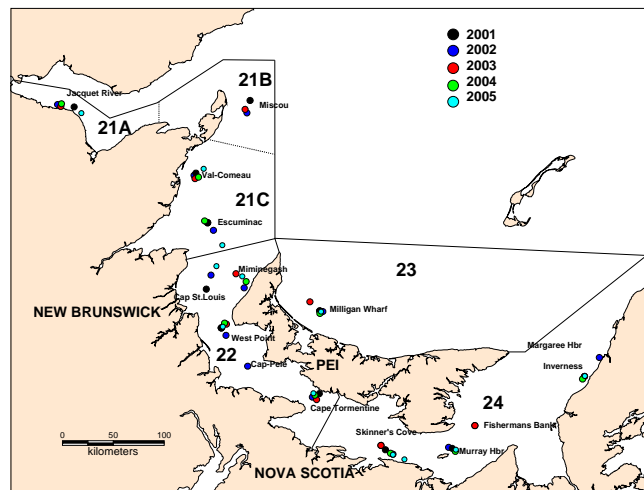 2001
2002
2003
2004
2005
21B
Jacquet River
Miscou
21A
Val-Comeau
21C
Escuminac
23
Miminegash
Cap St.Louis
NEW BRUNSWICK
Milligan Wharf
West Point
Margaree Hbr
22
Cap-Pelé
PEI
Inverness
Cape Tormentine
24
Fishermans Bank
Skinner's Cove
Murray Hbr
0 50 100
kilometers
NOVA SCOTIA